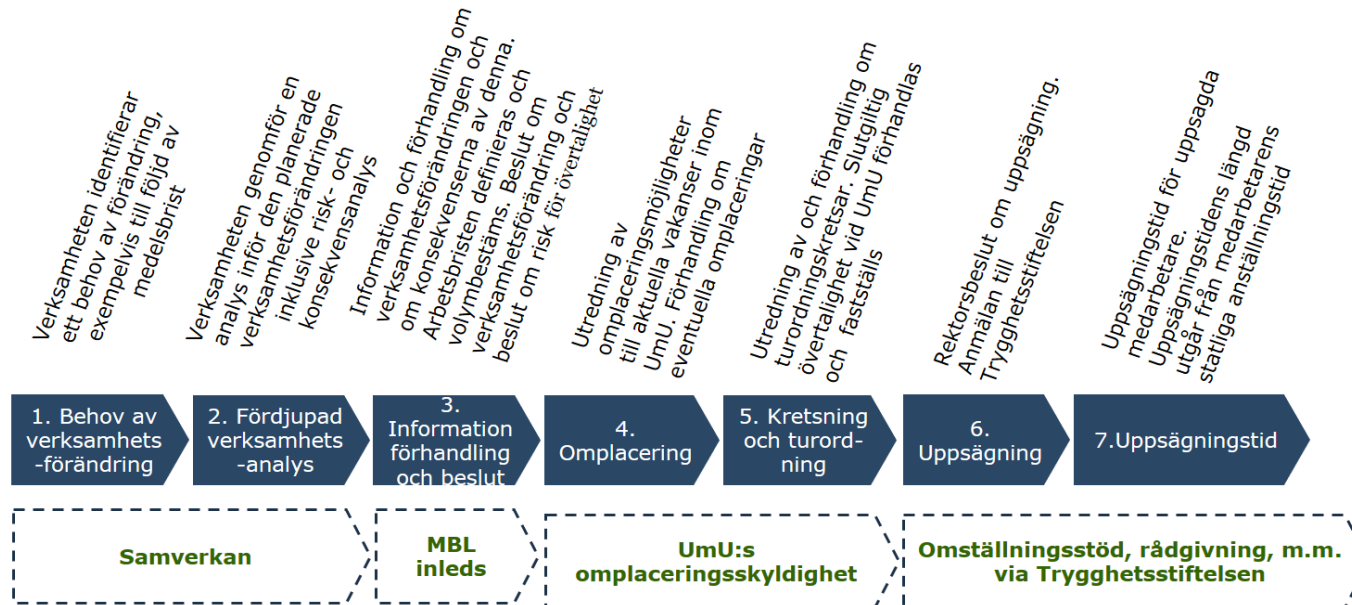 Verksamheten identifierar
ett behov av förändring,
exempelvis till följd av
medelsbrist
Verksamheten genomför en
analys inför den planerade
verksamhetsförändringen
inklusive risk- och
konsekvensanalys
Information och förhandling om
verksamhetsförändringen och
om konsekvenserna av denna.
Arbetsbristen definieras och
volymbestäms. Beslut om
verksamhetsförändring och
beslut om risk för övertalighet
Utredning av
omplaceringsmöjligheter
till aktuella vakanser inom
UmU. Förhandling om
eventuella omplaceringar
Utredning av och förhandling om
turordningskretsar. Slutgiltig
övertalighet vid UmU förhandlas
och fastställs
Rektorsbeslut om uppsägning.
Anmälan till
Trygghetsstiftelsen
Uppsägningstid för uppsagda
medarbetare.
Uppsägningstidens längd
utgår från medarbetarens
statliga anställningstid
1. Behov av
verksamhets
-förändring
2. Fördjupad
verksamhets
-analys
3.
Information
förhandling
och beslut
4.
Omplacering
5. Kretsning
och turord-
ning
6.
Uppsägning
7.Uppsägningstid
Samverkan
MBL
inleds
UmU:s
omplaceringsskyldighet
Omställningsstöd, rådgivning, m.m.
via Trygghetsstiftelsen